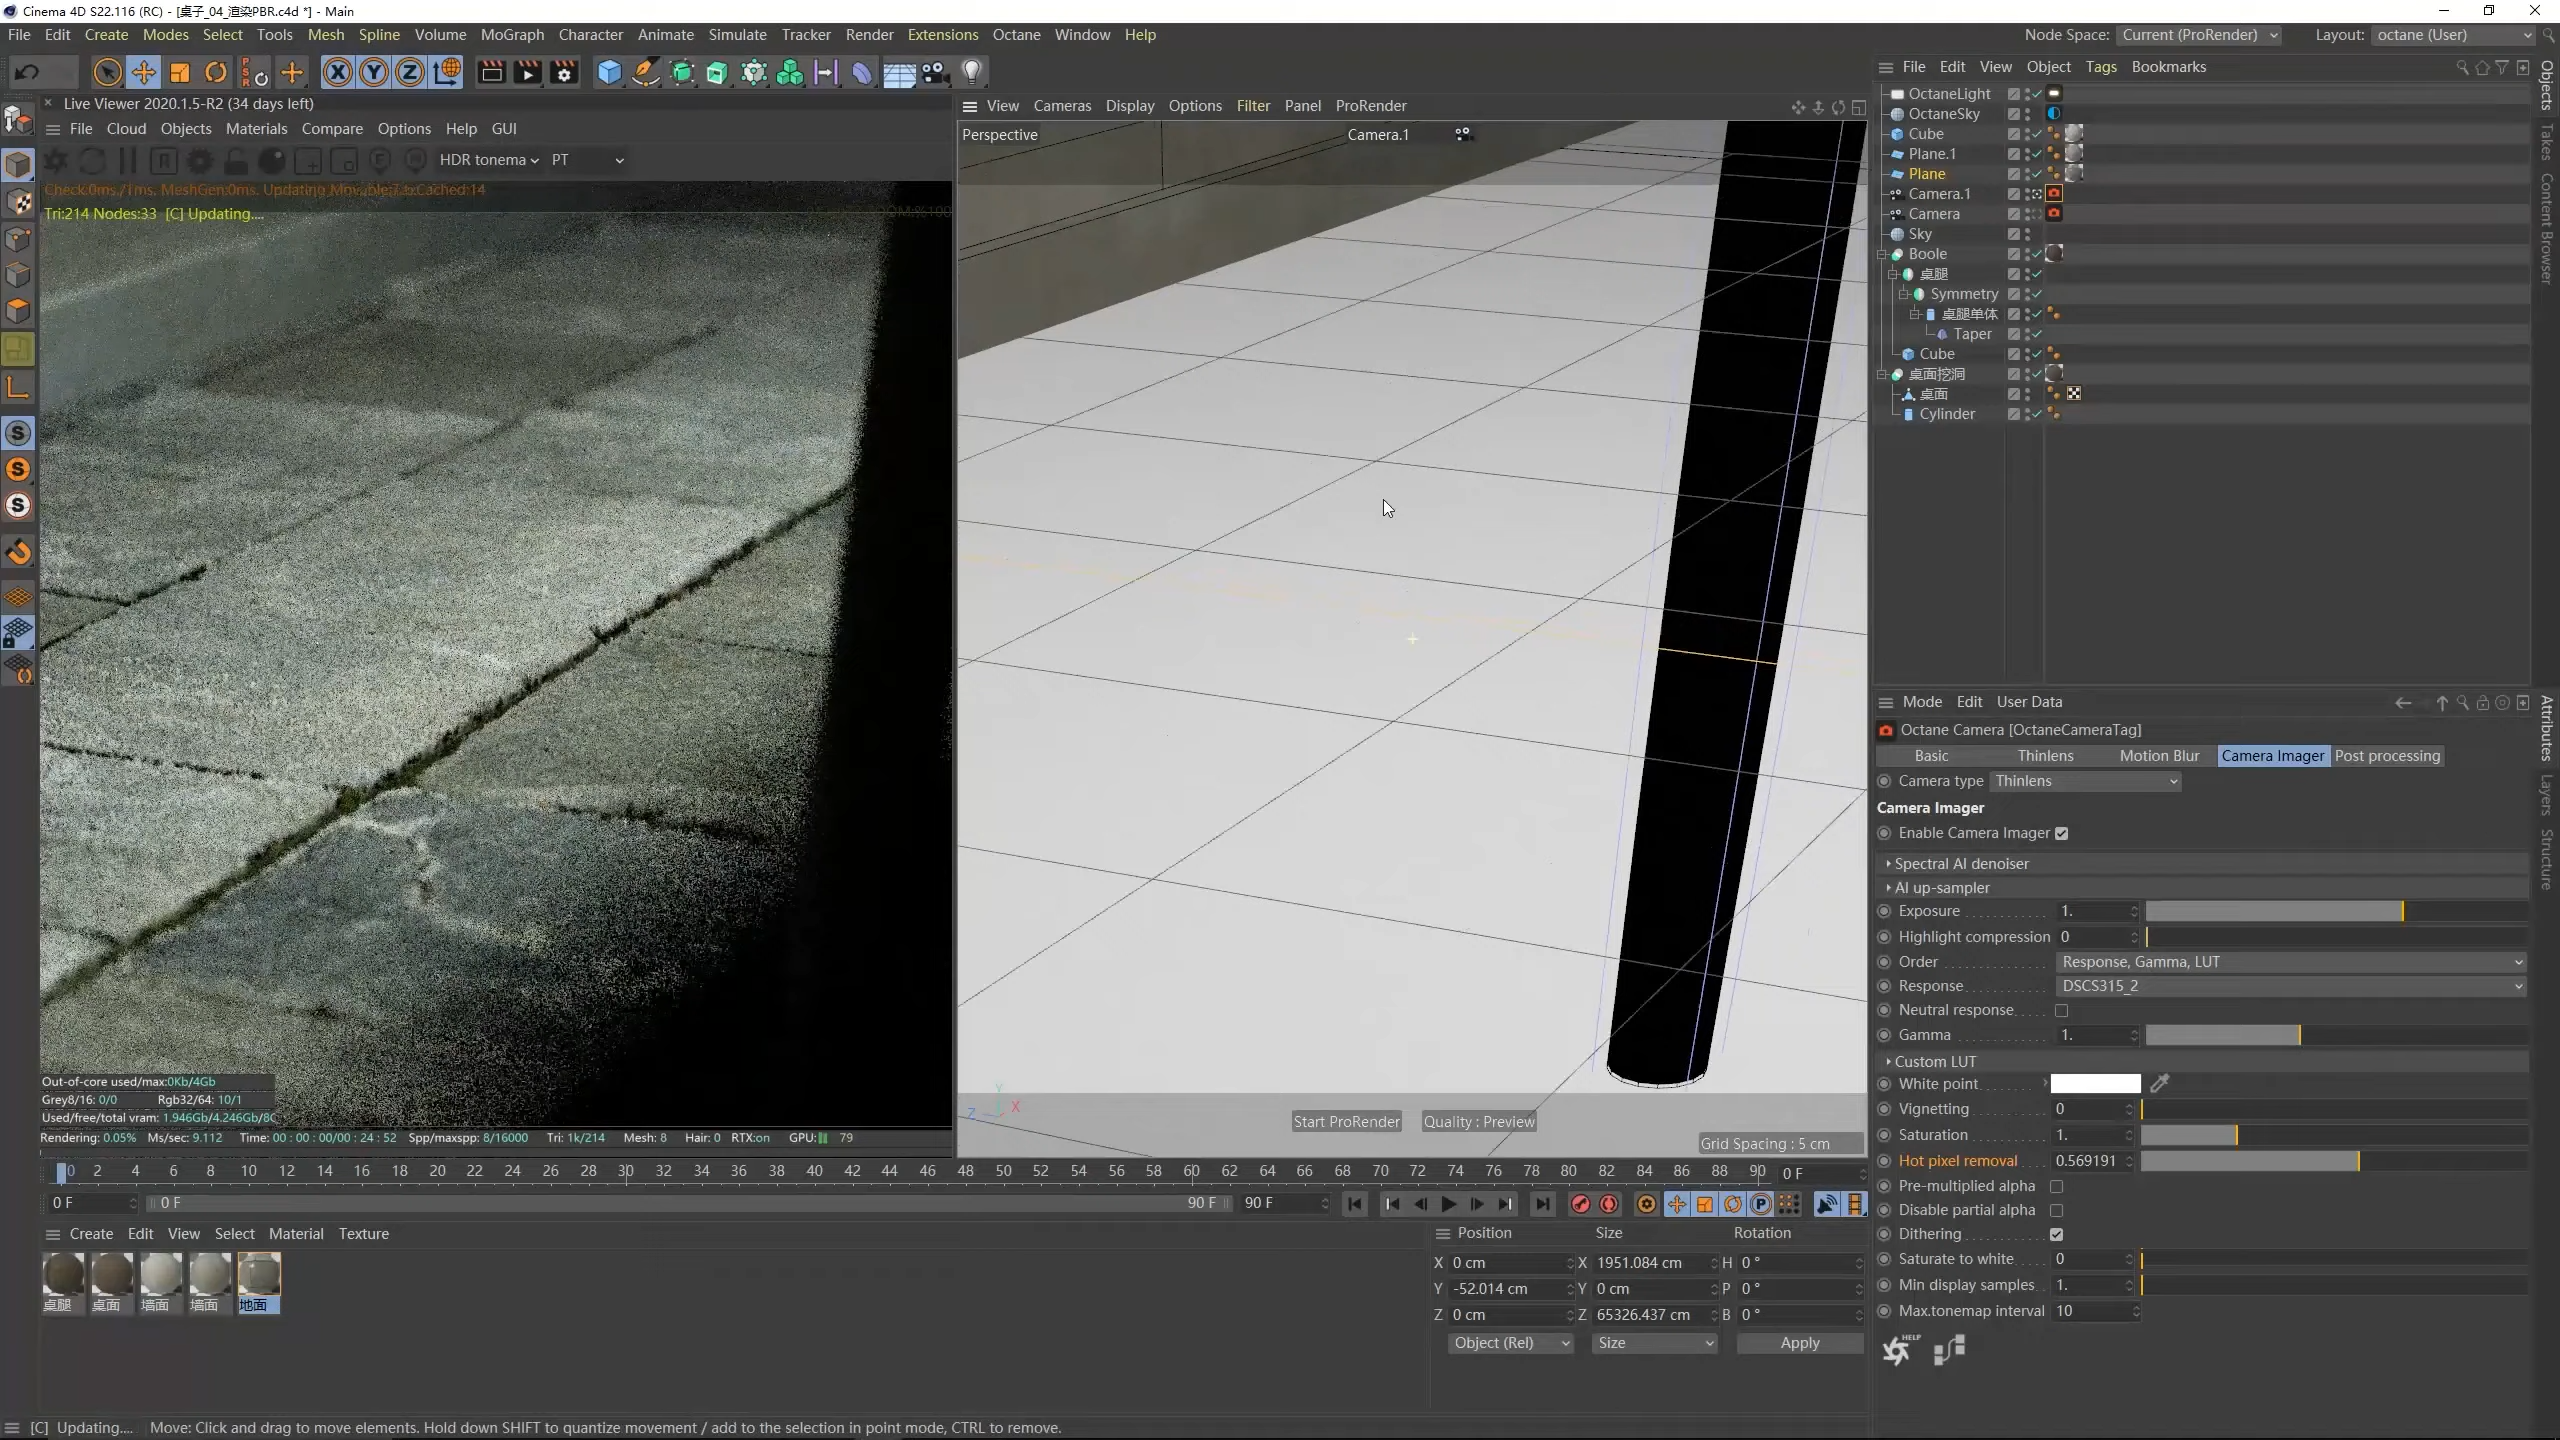 Cinema 4D S22.116 (RC) - [桌子_04_渲染PBR.c4d *] - Main
File Edit Create Modes Select Tools Mesh Spline Volume MoGraph Character Animate Simulate Tracker Render Extensions Octane Window Help
Node Space: Current (ProRender) Layout: octane (User)
Live Viewer 2020.1.5-R2 (34 days left)
File Cloud Objects Materials Compare Options Help GUI
HDR tonema PT
Tri:214 Nodes:33 [C] Updating....
Out-of-core used/max:0Kb/4Gb
Grey8/16: 0/0 Rgb32/64: 10/1
Used/free/total vram: 1.946Gb/4.246Gb/8
Rendering: 0.05% Ms/sec: 9.112 Time: 00 : 00 : 00/00 : 24 : 52 Spp/maxspp: 8/16000 Tri: 1k/214 Mesh: 8 Hair: 0 RTX:on GPU: 79
View Cameras Display Options Filter Panel ProRender
Perspective
Camera.1
Z X Y
Start ProRender Quality : Preview
Grid Spacing : 5 cm
0 2 4 6 8 10 12 14 16 18 20 22 24 26 28 30 32 34 36 38 40 42 44 46 48 50 52 54 56 58 60 62 64 66 68 70 72 74 76 78 80 82 84 86 88 90 0 F
0 F 0 F 90 F 90 F
Create Edit View Select Material Texture
桌腿 桌面 墙面 墙面 地面
Position Size Rotation
X 0 cm X 1951.084 cm H 0 °
Y -52.014 cm Y 0 cm P 0 °
Z 0 cm Z 65326.437 cm B 0 °
Object (Rel) Size Apply
[C] Updating.... Move: Click and drag to move elements. Hold down SHIFT to quantize movement / add to the selection in point mode, CTRL to remove.
File Edit View Object Tags Bookmarks
OctaneLight
OctaneSky
Cube
Plane.1
Plane
Camera.1
Camera
Sky
Boole
桌腿
Symmetry
桌腿单体
Taper
Cube
桌面挖洞
桌面
Cylinder
Objects
Takes
Content Browser
Mode Edit User Data
Octane Camera [OctaneCameraTag]
Basic Thinlens Motion Blur Camera Imager Post processing
Camera type Thinlens
Camera Imager
Enable Camera Imager
Spectral AI denoiser
AI up-sampler
Exposure 1.
Highlight compression 0
Order Response, Gamma, LUT
Response DSCS315_2
Neutral response
Gamma 1.
Custom LUT
White point
Vignetting 0
Saturation 1.
Hot pixel removal 0.569191
Pre-multiplied alpha
Disable partial alpha
Dithering
Saturate to white 0
Min display samples 1.
Max.tonemap interval 10
HELP
Attributes
Layers
Structure